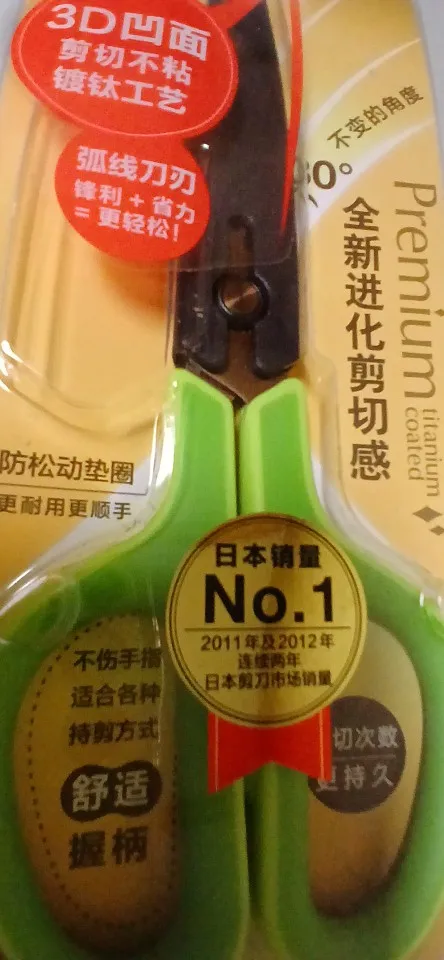 3D凹面
剪切不粘
镀钛工艺
弧线刀刃
锋利+省力
=更轻松!
不变的角度
0°
全新进化剪切感
Premium
titanium
coated
防松动垫圈
更耐用更顺手
日本销量
No.1
2011年及2012年
连续两年
日本剪刀市场销量
不伤手指
适合各种
持剪方式
舒适
握柄
切次数
更持久